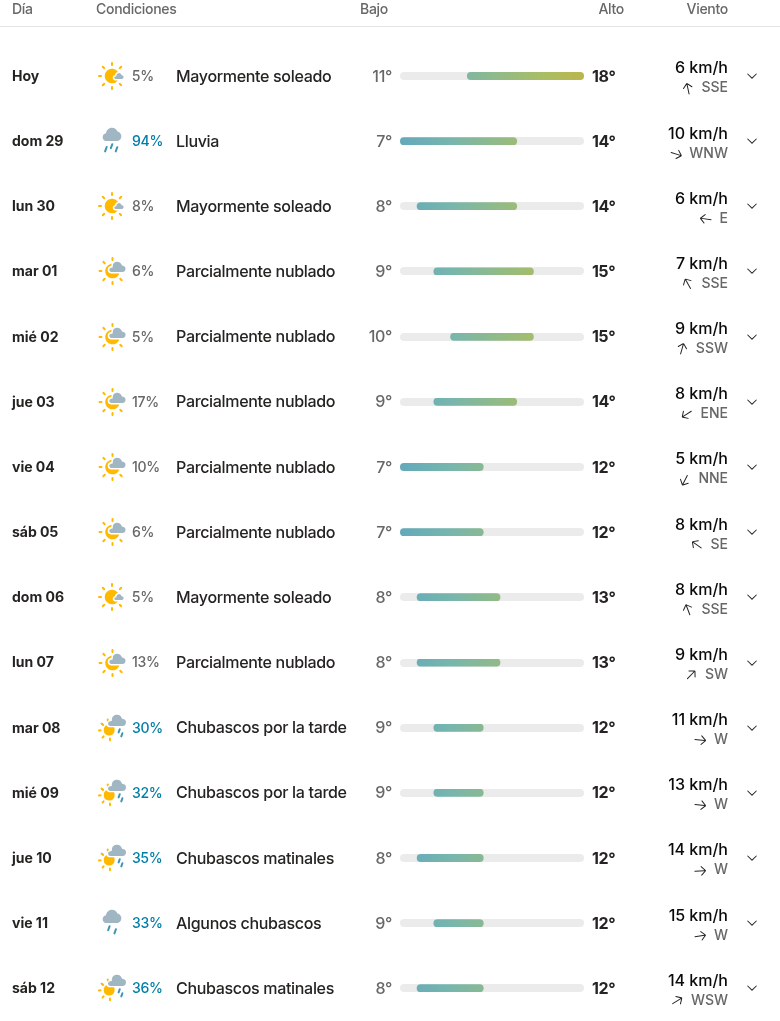 Día Condiciones Bajo Alto Viento
Hoy 5% Mayormente soleado 11° 18° 6 km/h
SSE
dom 29 94% Lluvia 7° 14° 10 km/h
WNW
lun 30 8% Mayormente soleado 8° 14° 6 km/h
E
mar 01 6% Parcialmente nublado 9° 15° 7 km/h
SSE
mié 02 5% Parcialmente nublado 10° 15° 9 km/h
SSW
jue 03 17% Parcialmente nublado 9° 14° 8 km/h
ENE
vie 04 10% Parcialmente nublado 7° 12° 5 km/h
NNE
sáb 05 6% Parcialmente nublado 7° 12° 8 km/h
SE
dom 06 5% Mayormente soleado 8° 13° 8 km/h
SSE
lun 07 13% Parcialmente nublado 8° 13° 9 km/h
SW
mar 08 30% Chubascos por la tarde 9° 12° 11 km/h
W
mié 09 32% Chubascos por la tarde 9° 12° 13 km/h
W
jue 10 35% Chubascos matinales 8° 12° 14 km/h
W
vie 11 33% Algunos chubascos 9° 12° 15 km/h
W
sáb 12 36% Chubascos matinales 8° 12° 14 km/h
WSW